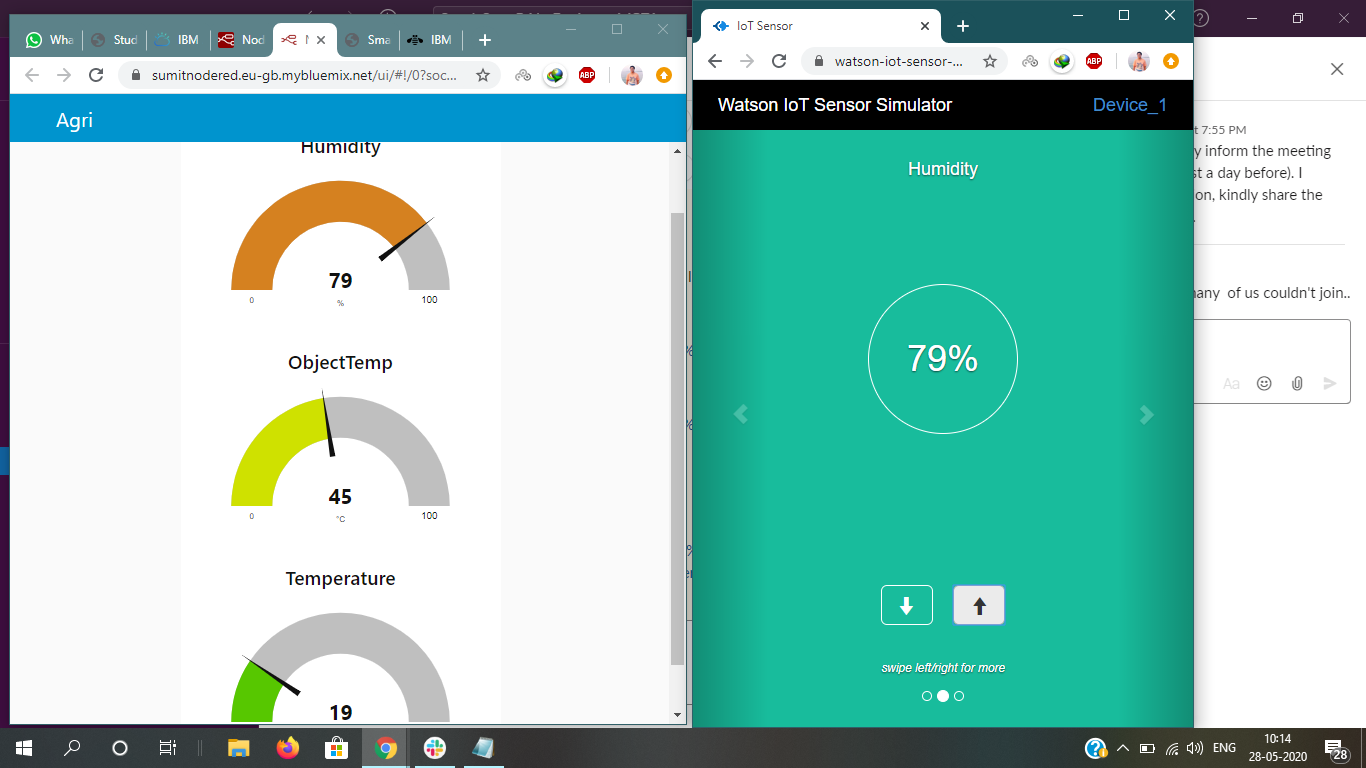 Wha
Stud
IBM
Nod
N
Sma
IBM
sumitnodered.eu-gb.mybluemix.net/ui/#!/0?soc...
ABP
Agri
Humidity
79
%
0
100
ObjectTemp
45
°C
0
100
Temperature
19
IoT Sensor
watson-iot-sensor-...
ABP
Watson IoT Sensor Simulator
Device_1
Humidity
79%
swipe left/right for more
t 7:55 PM
y inform the meeting
st a day before). I
on, kindly share the
nany of us couldn't join..
Aa
ENG
10:14
28-05-2020
28